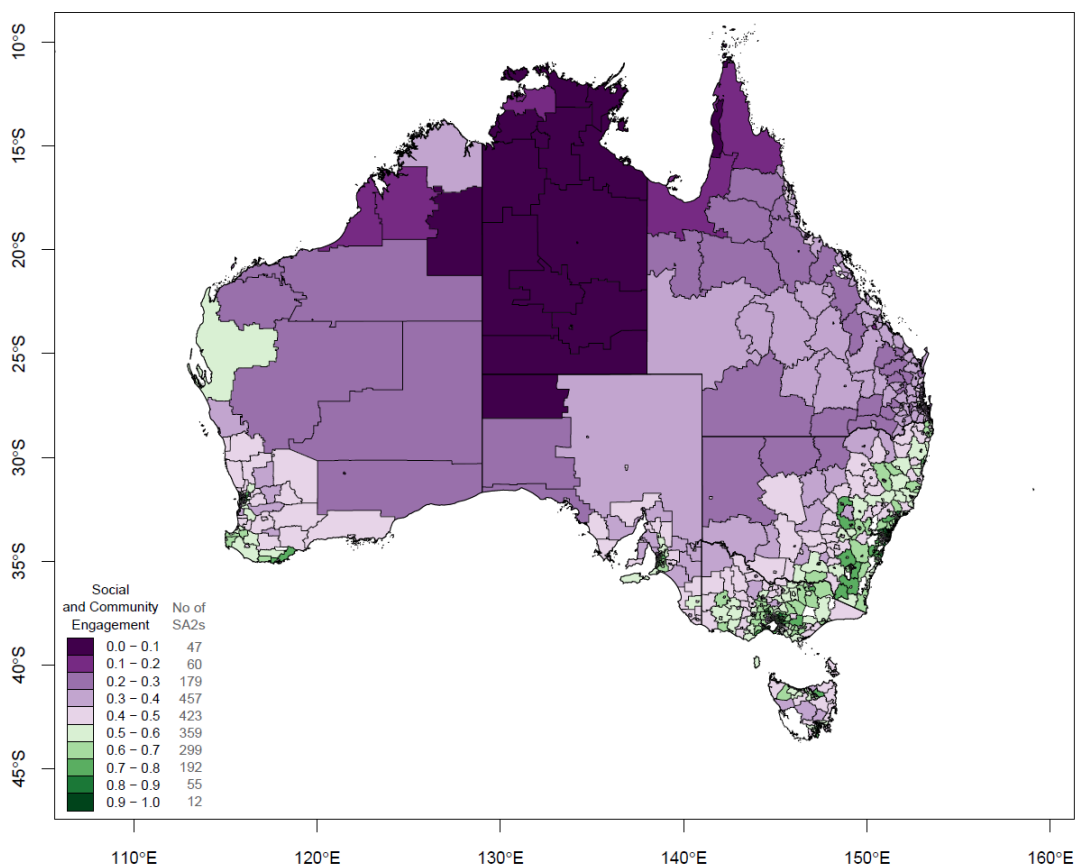 10°S
15°S
20°S
25°S
30°S
35°S
40°S
45°S
Social
and Community
Engagement
No of
SA2s
0.0 − 0.1 47
0.1 − 0.2 60
0.2 − 0.3 179
0.3 − 0.4 457
0.4 − 0.5 423
0.5 − 0.6 359
0.6 − 0.7 299
0.7 − 0.8 192
0.8 − 0.9 55
0.9 − 1.0 12
110°E 120°E 130°E 140°E 150°E 160°E